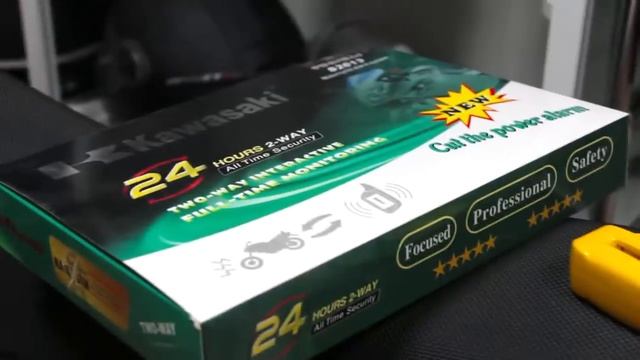 Kawasaki
24 HOURS 2-WAY
All Time Security
TWO-WAY INTERACTIVE
FULL-TIME MONITORING
NEW
Cut the power alarm
Focused
Professional
Safety
24 HOURS 2-WAY
All Time Security
TWO-WAY